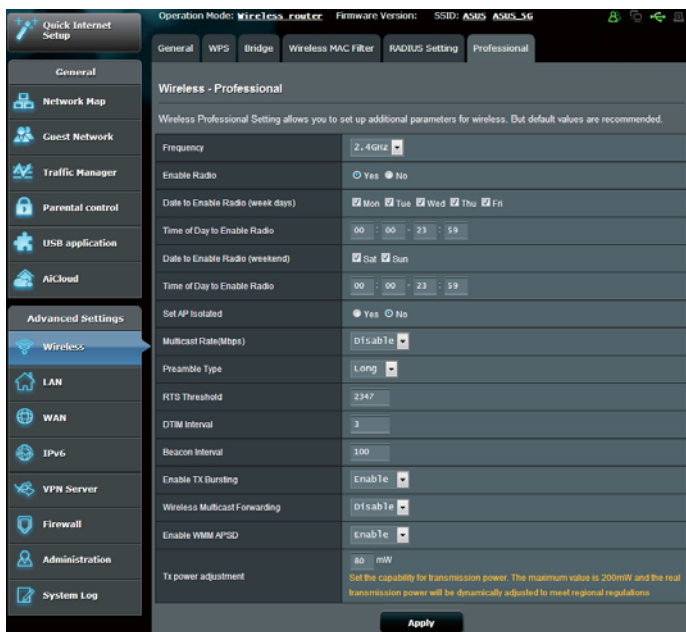 Quick Internet
Setup
Operation Mode: Wireless router Firmware Version: SSID: ASUS ASUS_5G
General WPS Bridge Wireless MAC Filter RADIUS Setting Professional
General
Network Map
Guest Network
Traffic Manager
Parental control
USB application
AiCloud
Advanced Settings
Wireless
LAN
WAN
IPv6
VPN Server
Firewall
Administration
System Log
Wireless - Professional
Wireless Professional Setting allows you to set up additional parameters for wireless. But default values are recommended.
Frequency 2.4GHz
Enable Radio Yes No
Date to Enable Radio (week days) Mon Tue Wed Thu Fri
Time of Day to Enable Radio 00 : 00 - 23 : 59
Date to Enable Radio (weekend) Sat Sun
Time of Day to Enable Radio 00 : 00 - 23 : 59
Set AP Isolated Yes No
Multicast Rate(Mbps) Disable
Preamble Type Long
RTS Threshold 2347
DTIM Interval 3
Beacon Interval 100
Enable TX Bursting Enable
Wireless Multicast Forwarding Disable
Enable WMM APSD Enable
Tx power adjustment 80 mW
Set the capability for transmission power. The maximum value is 200mW and the real
transmission power will be dynamically adjusted to meet regional regulations
Apply